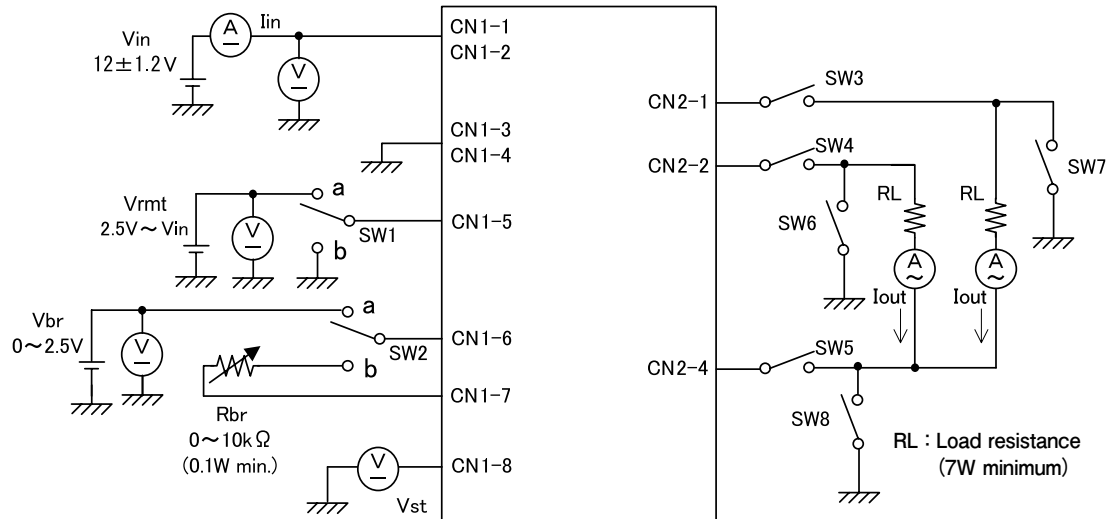 Vin
12±1.2V
A
Iin
V
CN1-1
CN1-2
CN1-3
CN1-4
Vrmt
2.5V～Vin
V
a
SW1
b
CN1-5
Vbr
0～2.5V
V
a
SW2
b
CN1-6
CN1-7
Rbr
0～10kΩ
(0.1W min.)
V
Vst
CN1-8
CN2-1
SW3
CN2-2
SW4
SW7
RL
RL
SW6
A
A
Iout
Iout
CN2-4
SW5
SW8
RL : Load resistance
(7W minimum)